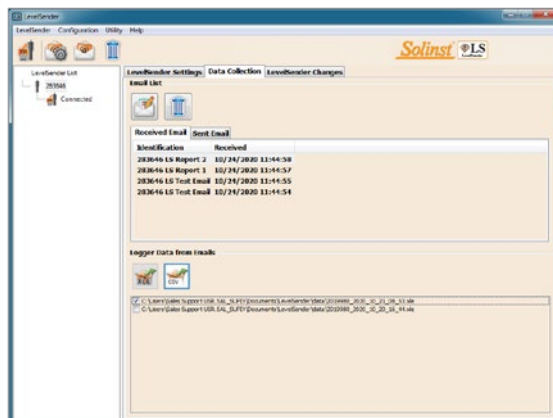 LevelSender
LevelSender Configuration Utility Help
Solinst LS
LevelSender List
283646
Connected
LevelSender Settings Data Collection LevelSender Changes
Email List
Received Email Sent Email
Identification Received
283646 LS Report 2 10/24/2020 11:44:58
283646 LS Report 1 10/24/2020 11:44:57
283646 LS Test Email 10/24/2020 11:44:55
283646 LS Test Email 10/24/2020 11:44:54
Logger Data from Emails
XLE CSV